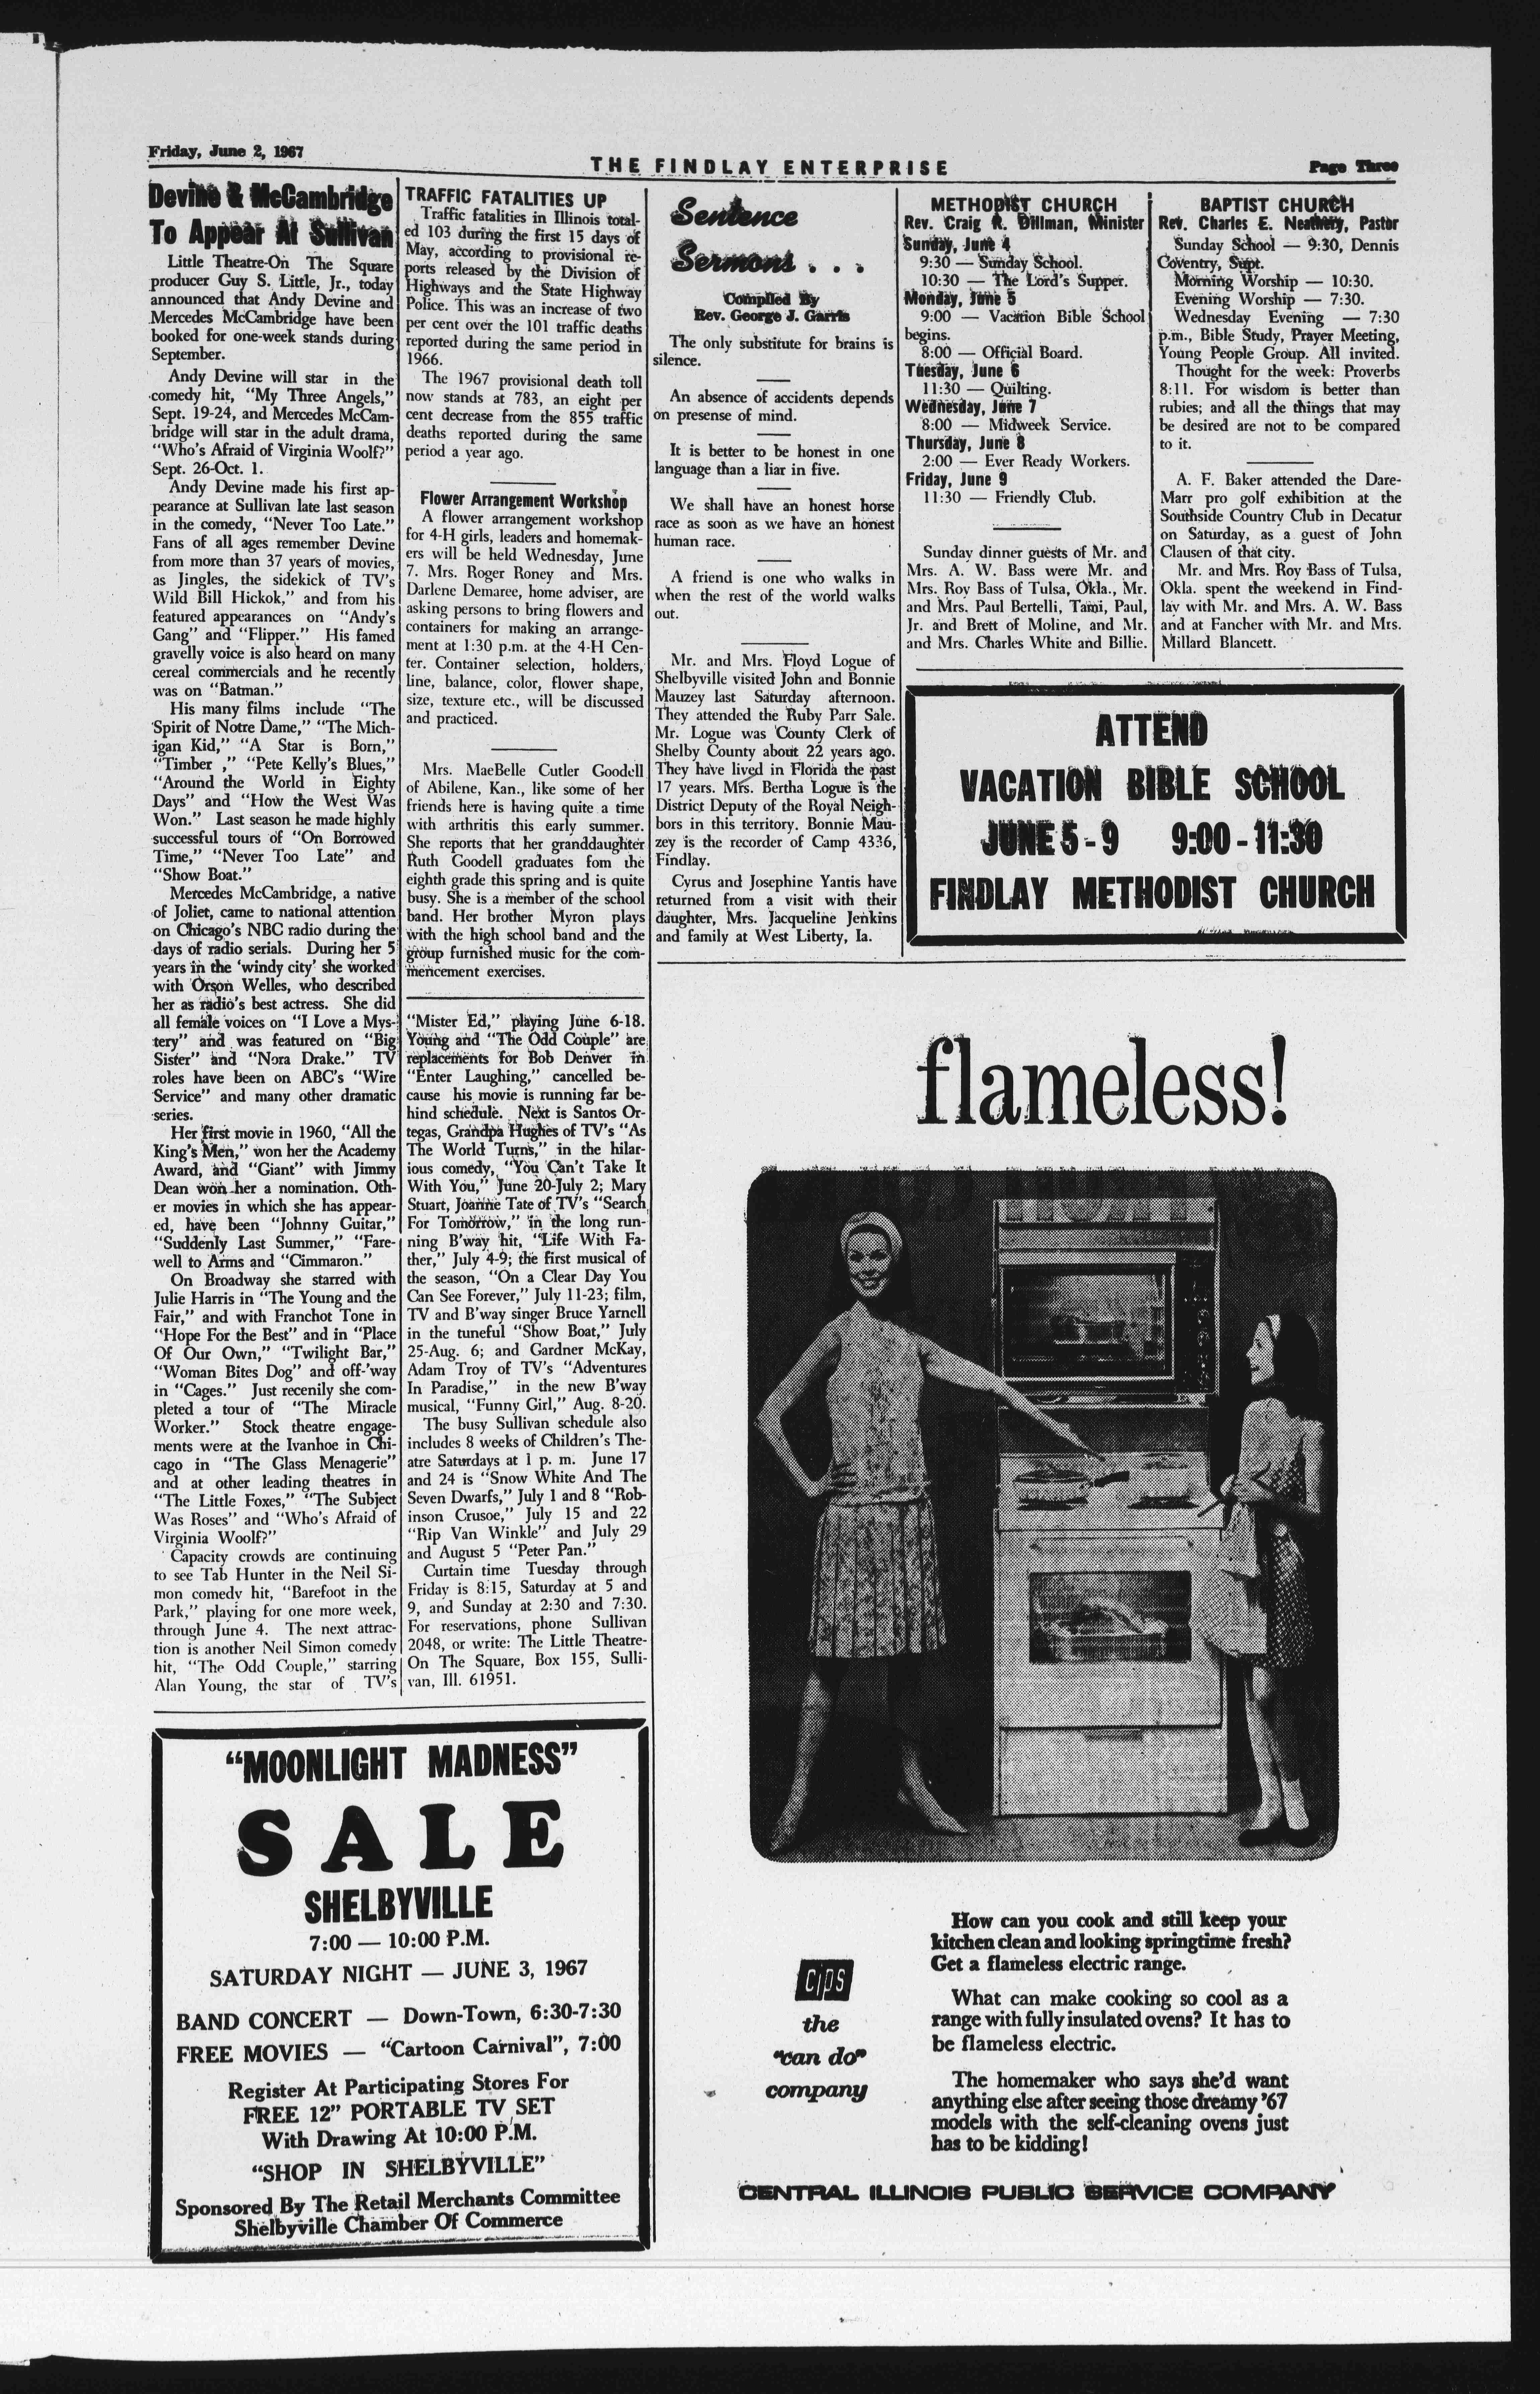 Friday, June 2, 1967
THE FINDLAY ENTERPRISE
Page Three
Devine & McCambridge
To Appear At Sullivan
Little Theatre-On The Square
producer Guy S. Little, Jr., today
announced that Andy Devine and
Mercedes McCambridge have been
booked for one-week stands during
September.
Andy Devine will star in the
comedy hit, "My Three Angels,"
Sept. 19-24, and Mercedes McCam-
bridge will star in the adult drama,
"Who's Afraid of Virginia Woolf?"
Sept. 26-Oct. 1.
Andy Devine made his first ap-
pearance at Sullivan late last season
in the comedy, "Never Too Late."
Fans of all ages remember Devine
from more than 37 years of movies,
as Jingles, the sidekick of TV's
Wild Bill Hickok," and from his
featured appearances on "Andy's
Gang" and "Flipper." His famed
gravelly voice is also heard on many
cereal commercials and he recently
was on "Batman."
His many films include "The
Spirit of Notre Dame," "The Mich-
igan Kid," "A Star is Born,"
"Timber ," "Pete Kelly's Blues,"
"Around the World in Eighty
Days" and "How the West Was
Won." Last season he made highly
successful tours of "On Borrowed
Time," "Never Too Late" and
"Show Boat."
Mercedes McCambridge, a native
of Joliet, came to national attention
on Chicago's NBC radio during the
days of radio serials. During her 5
years in the 'windy city' she worked
with Orson Welles, who described
her as radio's best actress. She did
all female voices on "I Love a Mys-
tery" and was featured on "Big
Sister" and "Nora Drake." TV
roles have been on ABC's "Wire
Service" and many other dramatic
series.
Her first movie in 1960, "All the
King's Men," won her the Academy
Award, and "Giant" with Jimmy
Dean won her a nomination. Oth-
er movies in which she has appear-
ed, have been "Johnny Guitar,"
"Suddenly Last Summer," "Fare-
well to Arms and "Cimmaron."
On Broadway she starred with
Julie Harris in "The Young and the
Fair," and with Franchot Tone in
"Hope For the Best" and in "Place
Of Our Own," "Twilight Bar,"
"Woman Bites Dog" and off-'way
in "Cages." Just recenily she com-
pleted a tour of "The Miracle
Worker." Stock theatre engage-
ments were at the Ivanhoe in Chi-
cago in "The Glass Menagerie"
and at other leading theatres in
"The Little Foxes," "The Subject
Was Roses" and "Who's Afraid of
Virginia Woolf?"
Capacity crowds are continuing
to see Tab Hunter in the Neil Si-
mon comedy hit, "Barefoot in the
Park," playing for one more week,
through June 4. The next attrac-
tion is another Neil Simon comedy
hit, "The Odd Couple," starring
Alan Young, the star of TV's
"Mister Ed," playing June 6-18.
Young and "The Odd Couple" are
replacements for Bob Denver in
"Enter Laughing," cancelled be-
cause his movie is running far be-
hind schedule. Next is Santos Or-
tegas, Grandpa Hughes of TV's "As
The World Turns," in the hilar-
ious comedy, "You Can't Take It
With You," June 20-July 2; Mary
Stuart, Joanne Tate of TV's "Search
For Tomorrow," in the long run-
ning B'way hit, "Life With Fa-
ther," July 4-9; the first musical of
the season, "On a Clear Day You
Can See Forever," July 11-23; film,
TV and B'way singer Bruce Yarnell
in the tuneful "Show Boat," July
25-Aug. 6; and Gardner McKay,
Adam Troy of TV's "Adventures
In Paradise," in the new B'way
musical, "Funny Girl," Aug. 8-20.
The busy Sullivan schedule also
includes 8 weeks of Children's The-
atre Saturdays at 1 p. m. June 17
and 24 is "Snow White And The
Seven Dwarfs," July 1 and 8 "Rob-
inson Crusoe," July 15 and 22
"Rip Van Winkle" and July 29
and August 5 "Peter Pan."
Curtain time Tuesday through
Friday is 8:15, Saturday at 5 and
9, and Sunday at 2:30 and 7:30.
For reservations, phone Sullivan
2048, or write: The Little Theatre-
On The Square, Box 155, Sulli-
van, Ill. 61951.
TRAFFIC FATALITIES UP
Traffic fatalities in Illinois total-
ed 103 during the first 15 days of
May, according to provisional re-
ports released by the Division of
Highways and the State Highway
Police. This was an increase of two
per cent over the 101 traffic deaths
reported during the same period in
1966.
The 1967 provisional death toll
now stands at 783, an eight per
cent decrease from the 855 traffic
deaths reported during the same
period a year ago.
Flower Arrangement Workshop
A flower arrangement workshop
for 4-H girls, leaders and homemak-
ers will be held Wednesday, June
7. Mrs. Roger Roney and Mrs.
Darlene Demaree, home adviser, are
asking persons to bring flowers and
containers for making an arrange-
ment at 1:30 p.m. at the 4-H Cen-
ter. Container selection, holders,
line, balance, color, flower shape,
size, texture etc., will be discussed
and practiced.
Mrs. MaeBelle Cutler Goodell
of Abilene, Kan., like some of her
friends here is having quite a time
with arthritis this early summer.
She reports that her granddaughter
Ruth Goodell graduates fom the
eighth grade this spring and is quite
busy. She is a member of the school
band. Her brother Myron plays
with the high school band and the
group furnished music for the com-
mencement exercises.
Sentence
Sermons . . .
Compiled By
Rev. George J. Garris
The only substitute for brains is
silence.
An absence of accidents depends
on presense of mind.
It is better to be honest in one
language than a liar in five.
We shall have an honest horse
race as soon as we have an honest
human race.
A friend is one who walks in
when the rest of the world walks
out.
Mr. and Mrs. Floyd Logue of
Shelbyville visited John and Bonnie
Mauzey last Saturday afternoon.
They attended the Ruby Parr Sale.
Mr. Logue was County Clerk of
Shelby County about 22 years ago.
They have lived in Florida the past
17 years. Mrs. Bertha Logue is the
District Deputy of the Royal Neigh-
bors in this territory. Bonnie Mau-
zey is the recorder of Camp 4336,
Findlay.
Cyrus and Josephine Yantis have
returned from a visit with their
daughter, Mrs. Jacqueline Jenkins
and family at West Liberty, Ia.
METHODIST CHURCH
Rev. Craig R. Dillman, Minister
Sunday, June 4
9:30 — Sunday School.
10:30 — The Lord's Supper.
Monday, June 5
9:00 — Vacation Bible School
begins.
8:00 — Official Board.
Tuesday, June 6
11:30 — Quilting.
Wednesday, June 7
8:00 — Midweek Service.
Thursday, June 8
2:00 — Ever Ready Workers.
Friday, June 9
11:30 — Friendly Club.
Sunday dinner guests of Mr. and
Mrs. A. W. Bass were Mr. and
Mrs. Roy Bass of Tulsa, Okla., Mr.
and Mrs. Paul Bertelli, Tami, Paul,
Jr. and Brett of Moline, and Mr.
and Mrs. Charles White and Billie.
BAPTIST CHURCH
Rev. Charles E. Neathery, Pastor
Sunday School — 9:30, Dennis
Coventry, Supt.
Morning Worship — 10:30.
Evening Worship — 7:30.
Wednesday Evening — 7:30
p.m., Bible Study, Prayer Meeting,
Young People Group. All invited.
Thought for the week: Proverbs
8:11. For wisdom is better than
rubies; and all the things that may
be desired are not to be compared
to it.
A. F. Baker attended the Dare-
Marr pro golf exhibition at the
Southside Country Club in Decatur
on Saturday, as a guest of John
Clausen of that city.
Mr. and Mrs. Roy Bass of Tulsa,
Okla. spent the weekend in Find-
lay with Mr. and Mrs. A. W. Bass
and at Fancher with Mr. and Mrs.
Millard Blancett.
ATTEND
VACATION BIBLE SCHOOL
JUNE 5 - 9 9:00 - 11:30
FINDLAY METHODIST CHURCH
flameless!
How can you cook and still keep your
kitchen clean and looking springtime fresh?
Get a flameless electric range.
What can make cooking so cool as a
range with fully insulated ovens? It has to
be flameless electric.
The homemaker who says she'd want
anything else after seeing those dreamy '67
models with the self-cleaning ovens just
has to be kidding!
cips
the
"can do"
company
CENTRAL ILLINOIS PUBLIC SERVICE COMPANY
"MOONLIGHT MADNESS"
SALE
SHELBYVILLE
7:00 — 10:00 P.M.
SATURDAY NIGHT — JUNE 3, 1967
BAND CONCERT — Down-Town, 6:30-7:30
FREE MOVIES — "Cartoon Carnival", 7:00
Register At Participating Stores For
FREE 12" PORTABLE TV SET
With Drawing At 10:00 P.M.
"SHOP IN SHELBYVILLE"
Sponsored By The Retail Merchants Committee
Shelbyville Chamber Of Commerce